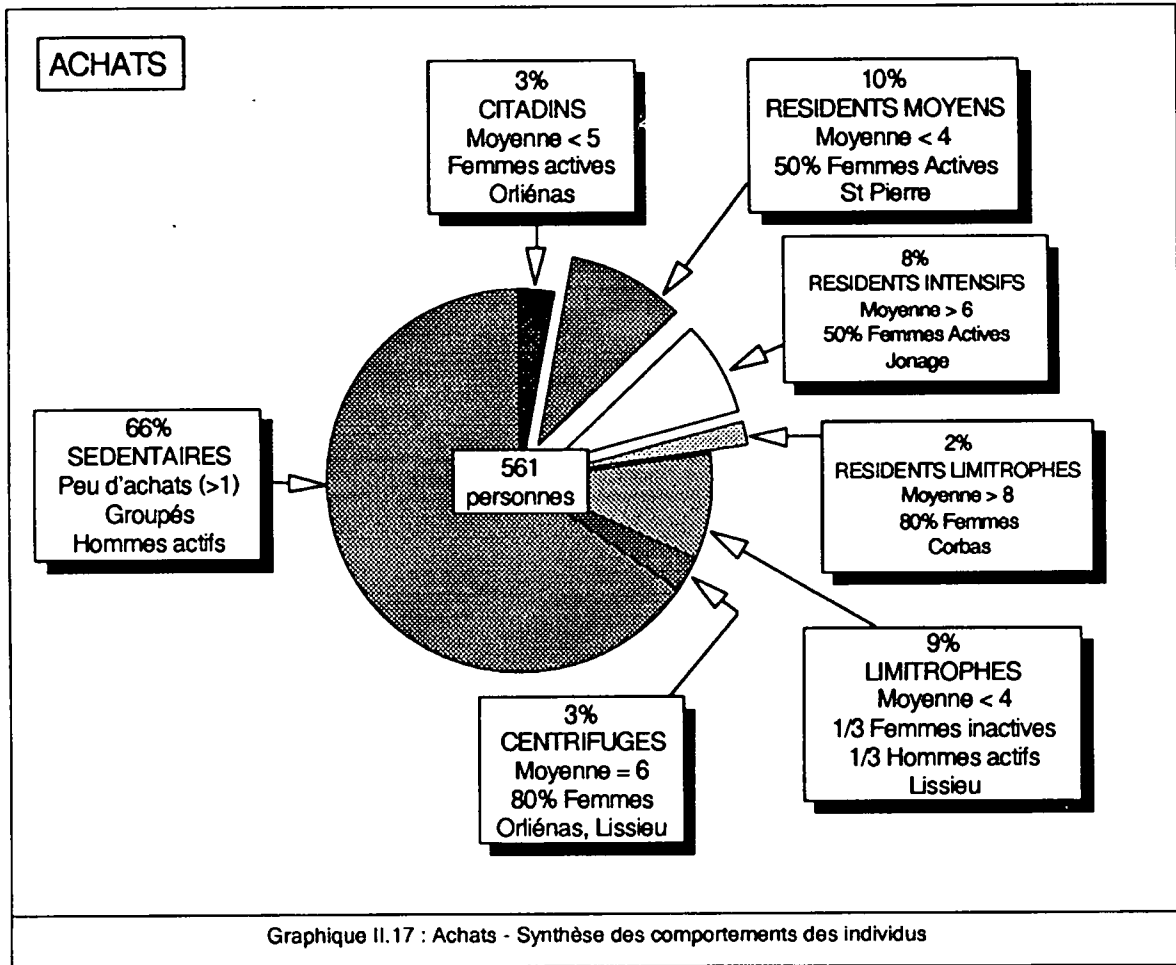 ACHATS
3%
CITADINS
Moyenne < 5
Femmes actives
Orliénas
10%
RESIDENTS MOYENS
Moyenne < 4
50% Femmes Actives
St Pierre
8%
RESIDENTS INTENSIFS
Moyenne > 6
50% Femmes Actives
Jonage
66%
SEDENTAIRES
Peu d'achats (>1)
Groupés
Hommes actifs
561
personnes
2%
RESIDENTS LIMITROPHES
Moyenne > 8
80% Femmes
Corbas
9%
LIMITROPHES
Moyenne < 4
1/3 Femmes inactives
1/3 Hommes actifs
Lissieu
3%
CENTRIFUGES
Moyenne = 6
80% Femmes
Orliénas, Lissieu
Graphique II.17 : Achats - Synthèse des comportements des individus